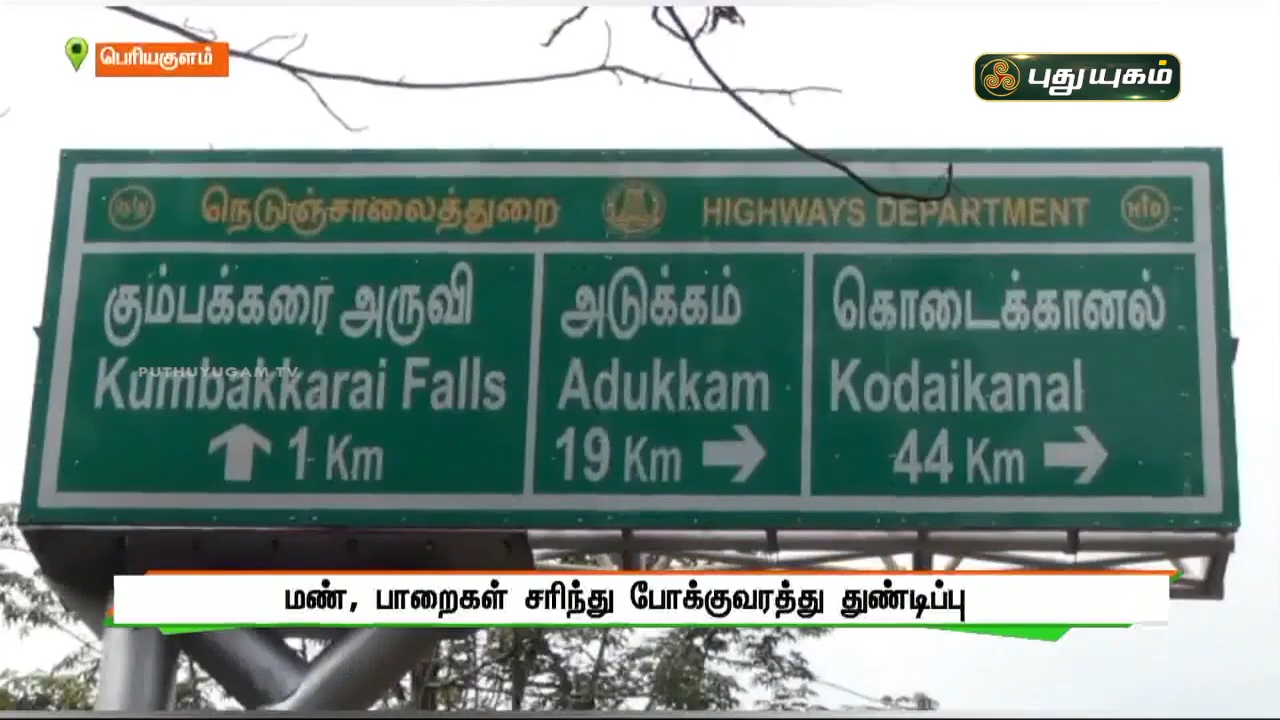 பெரியகுளம்
புதுயுகம்
நெடுஞ்சாலைத்துறை HIGHWAYS DEPARTMENT
கும்பக்கரை அருவி
Kumbakkarai Falls
1 Km
அடுக்கம்
Adukkam
19 Km
கொடைக்கானல்
Kodaikanal
44 Km
PUTHUYUGAM TV
மண், பாறைகள் சரிந்து போக்குவரத்து துண்டிப்பு